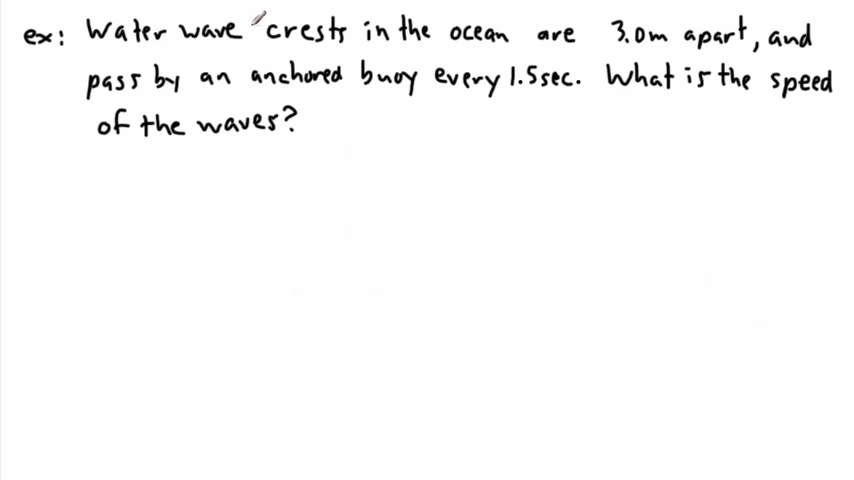 ex: Water wave crests in the ocean are 3.0m apart, and
pass by an anchored buoy every 1.5sec. What is the speed
of the waves?